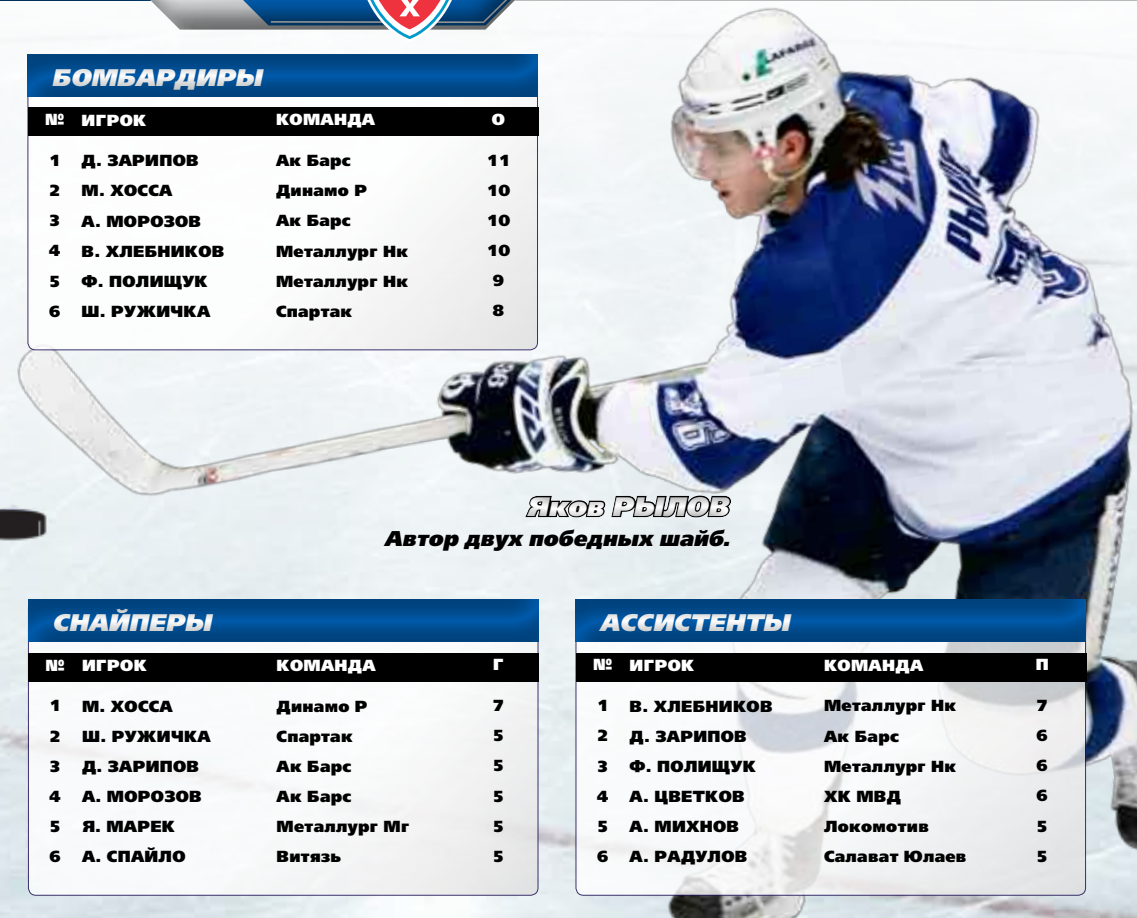 Х
БОМБАРДИРЫ
№ ИГРОК КОМАНДА О
1 Д. ЗАРИПОВ Ак Барс 11
2 М. ХОССА Динамо Р 10
3 А. МОРОЗОВ Ак Барс 10
4 В. ХЛЕБНИКОВ Металлург Нк 10
5 Ф. ПОЛИЩУК Металлург Нк 9
6 Ш. РУЖИЧКА Спартак 8
LAFARGE
РЫЛОВ
36
Яков РЫЛОВ
Автор двух победных шайб.
СНАЙПЕРЫ
№ ИГРОК КОМАНДА Г
1 М. ХОССА Динамо Р 7
2 Ш. РУЖИЧКА Спартак 5
3 Д. ЗАРИПОВ Ак Барс 5
4 А. МОРОЗОВ Ак Барс 5
5 Я. МАРЕК Металлург Мг 5
6 А. СПАЙЛО Витязь 5
АССИСТЕНТЫ
№ ИГРОК КОМАНДА П
1 В. ХЛЕБНИКОВ Металлург Нк 7
2 Д. ЗАРИПОВ Ак Барс 6
3 Ф. ПОЛИЩУК Металлург Нк 6
4 А. ЦВЕТКОВ ХК МВД 6
5 А. МИХНОВ Локомотив 5
6 А. РАДУЛОВ Салават Юлаев 5